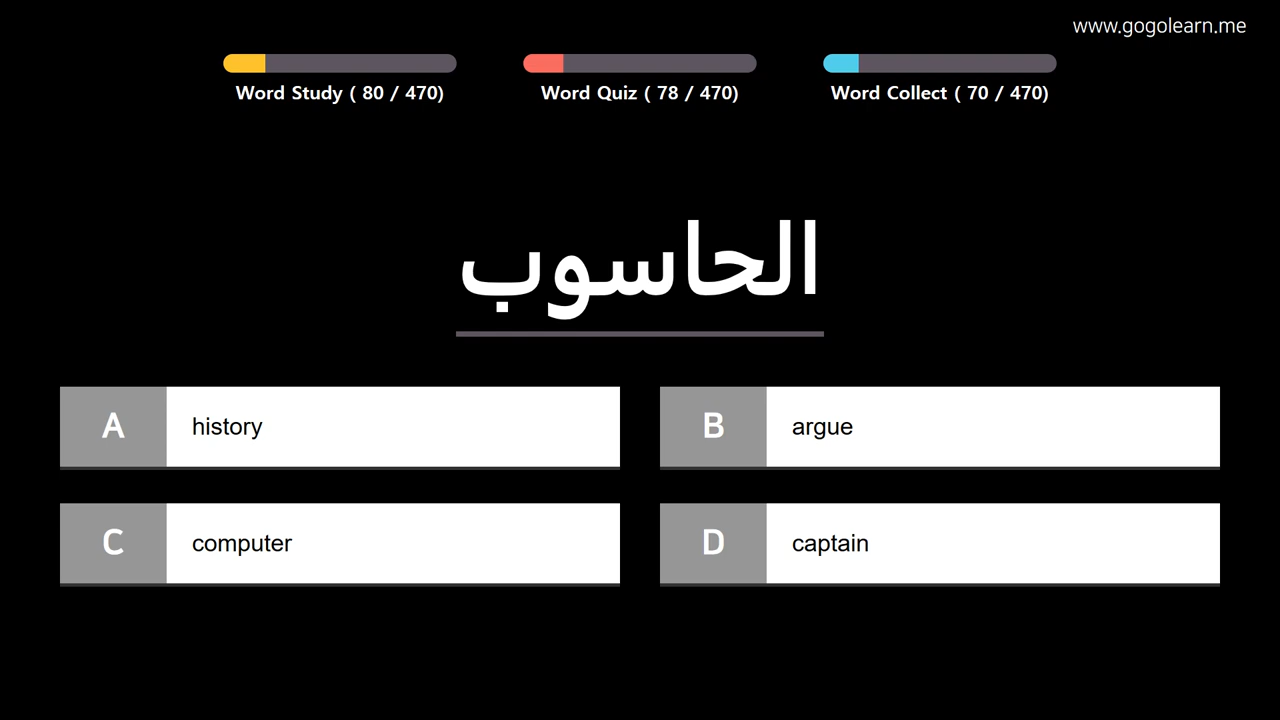 www.gogolearn.me
Word Study ( 80 / 470)
Word Quiz ( 78 / 470)
Word Collect ( 70 / 470)
الحاسوب
A history
B argue
C computer
D captain